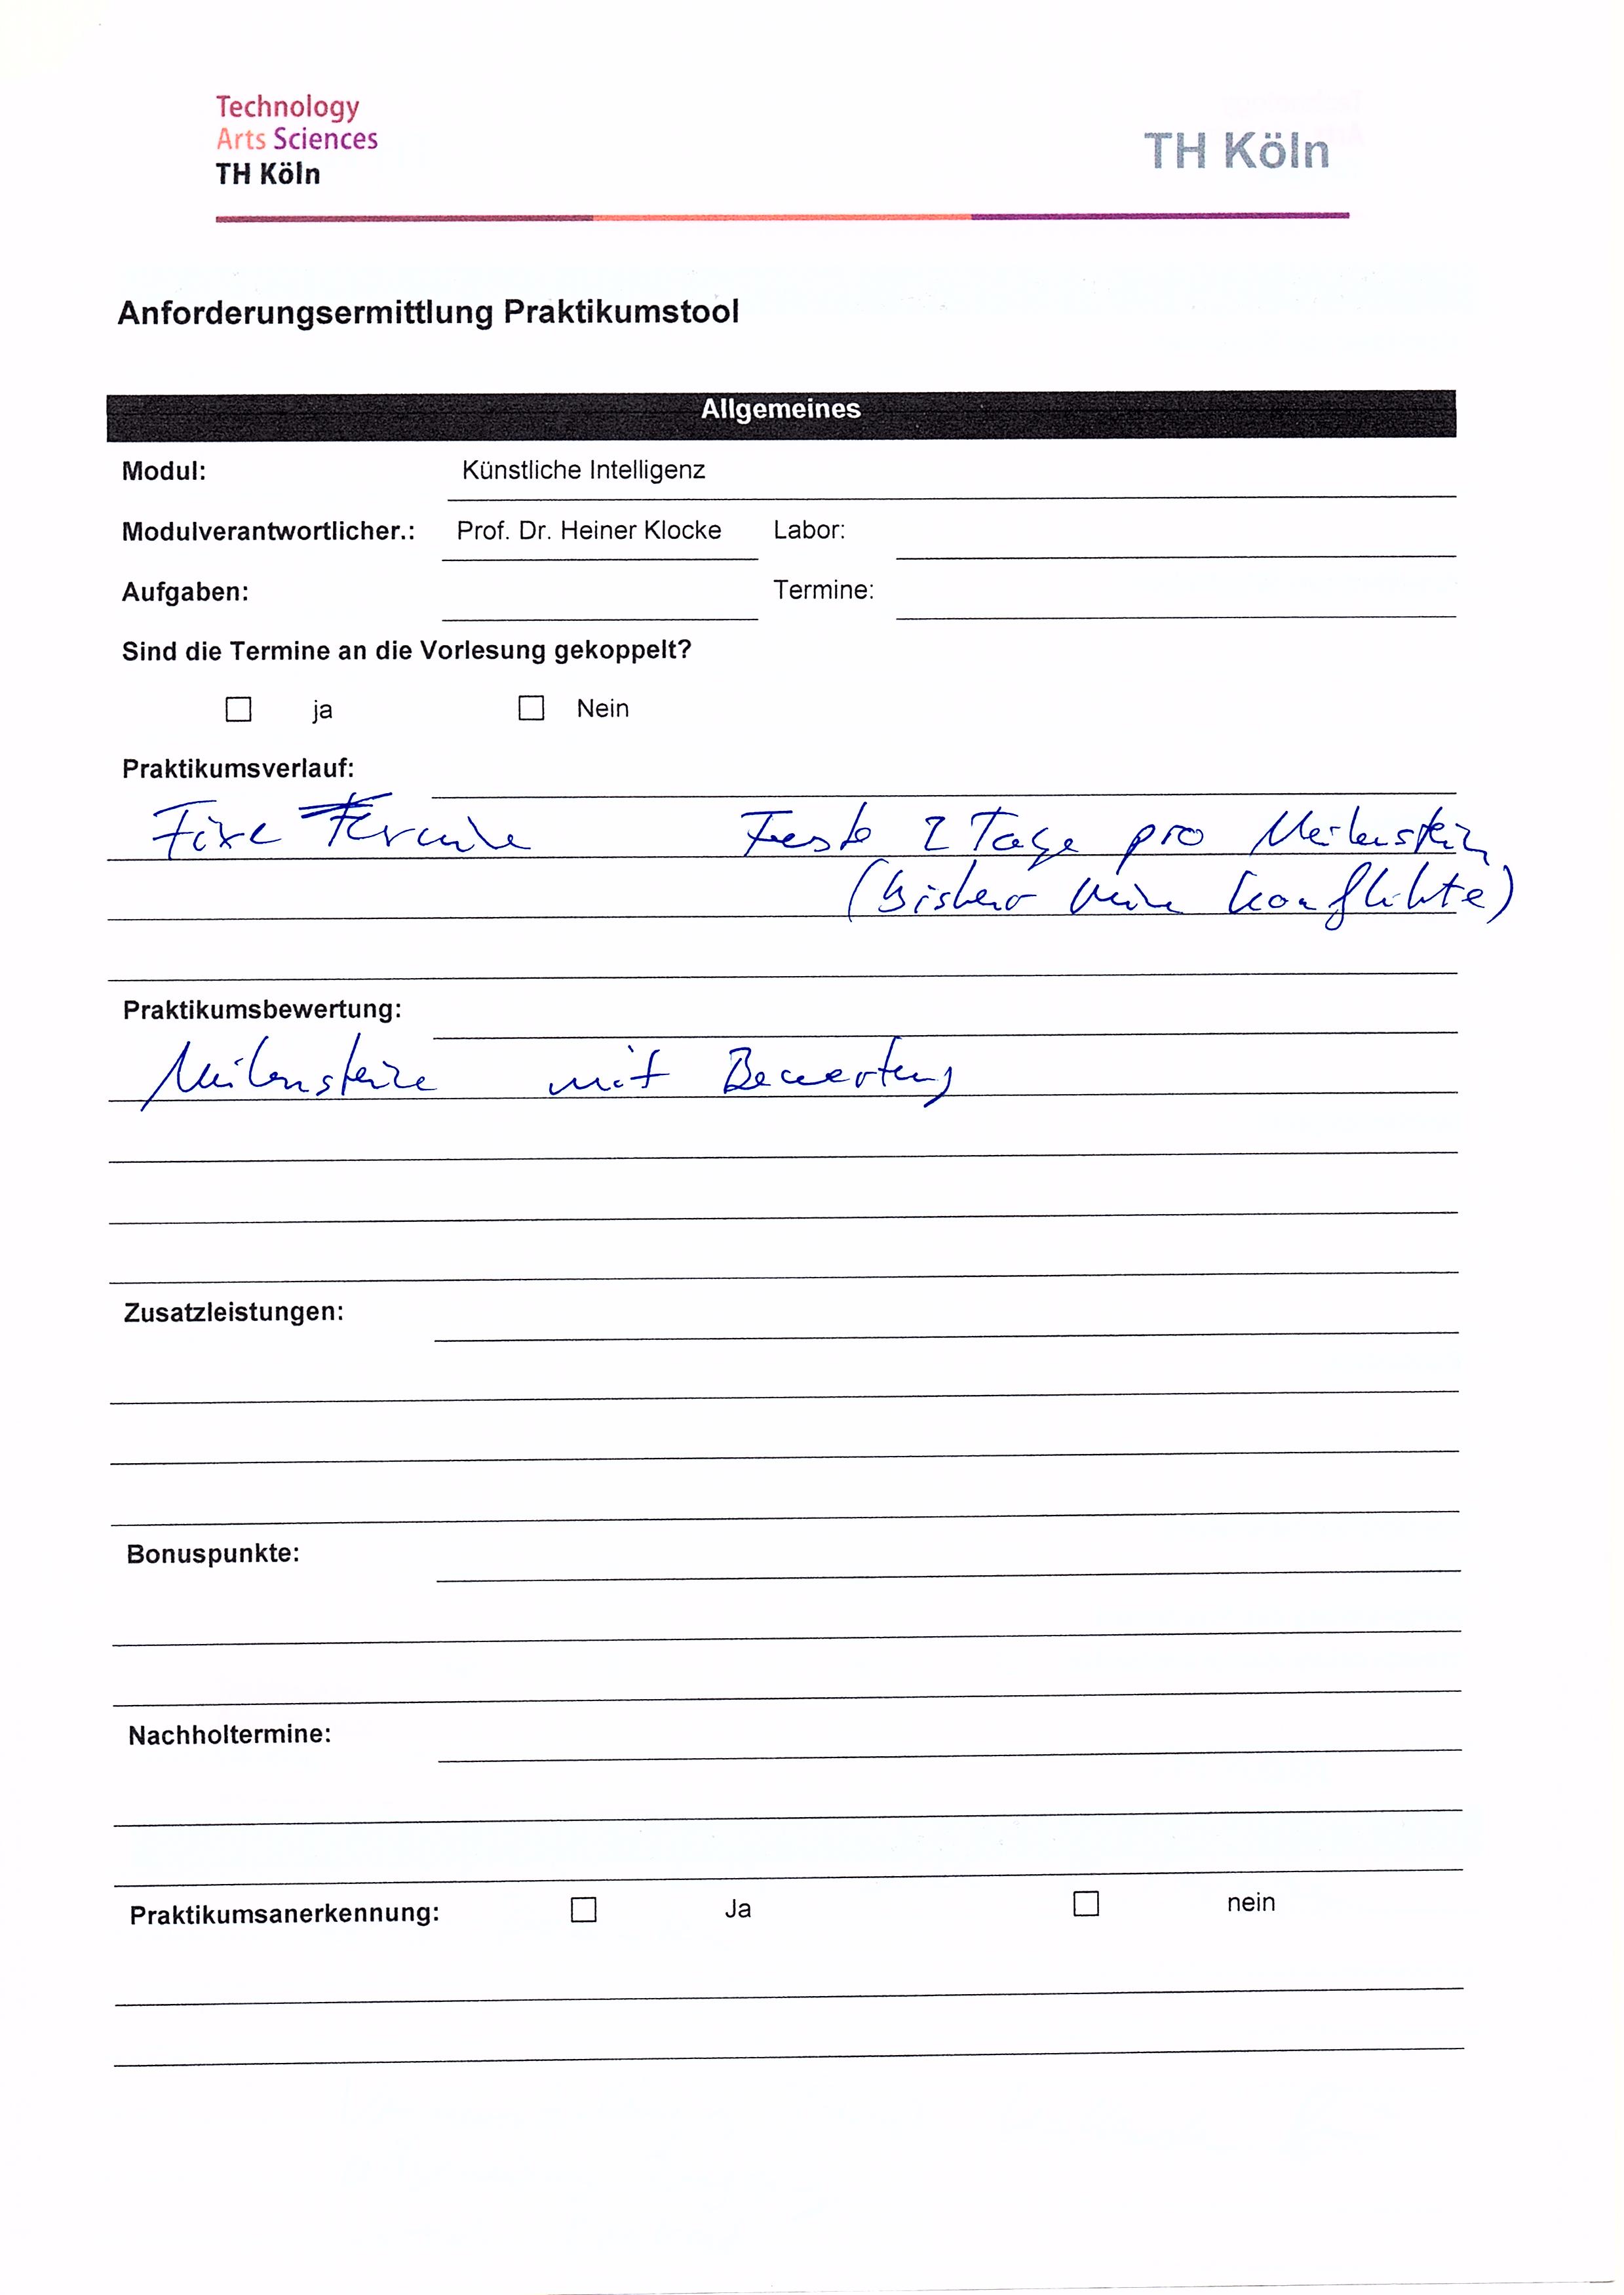 Technology
Arts Sciences
TH Köln
TH Köln
Anforderungsermittlung Praktikumstool
Allgemeines
Modul: Künstliche Intelligenz
Modulverantwortlicher.: Prof. Dr. Heiner Klocke Labor:
Aufgaben: Termine:
Sind die Termine an die Vorlesung gekoppelt?
ja Nein
Praktikumsverlauf:
Fixe Termine Feste 2 Tage pro Meilenstein
(bisher keine Konflikte)
Praktikumsbewertung:
Meilensteine mit Bewertung
Zusatzleistungen:
Bonuspunkte:
Nachholtermine:
Praktikumsanerkennung: Ja nein